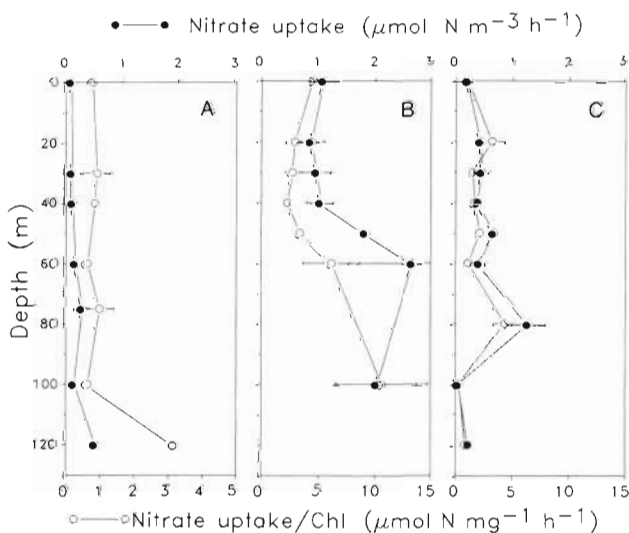 Nitrate uptake (μmol N m⁻³ h⁻¹)
0 1 2 3 0 1 2 3 0 1 2 3
A B C
Depth (m)
0
20
40
60
80
100
120
0 1 2 3 4 5 0 5 10 15 0 5 10 15
Nitrate uptake/Chl (μmol N mg⁻¹ h⁻¹)